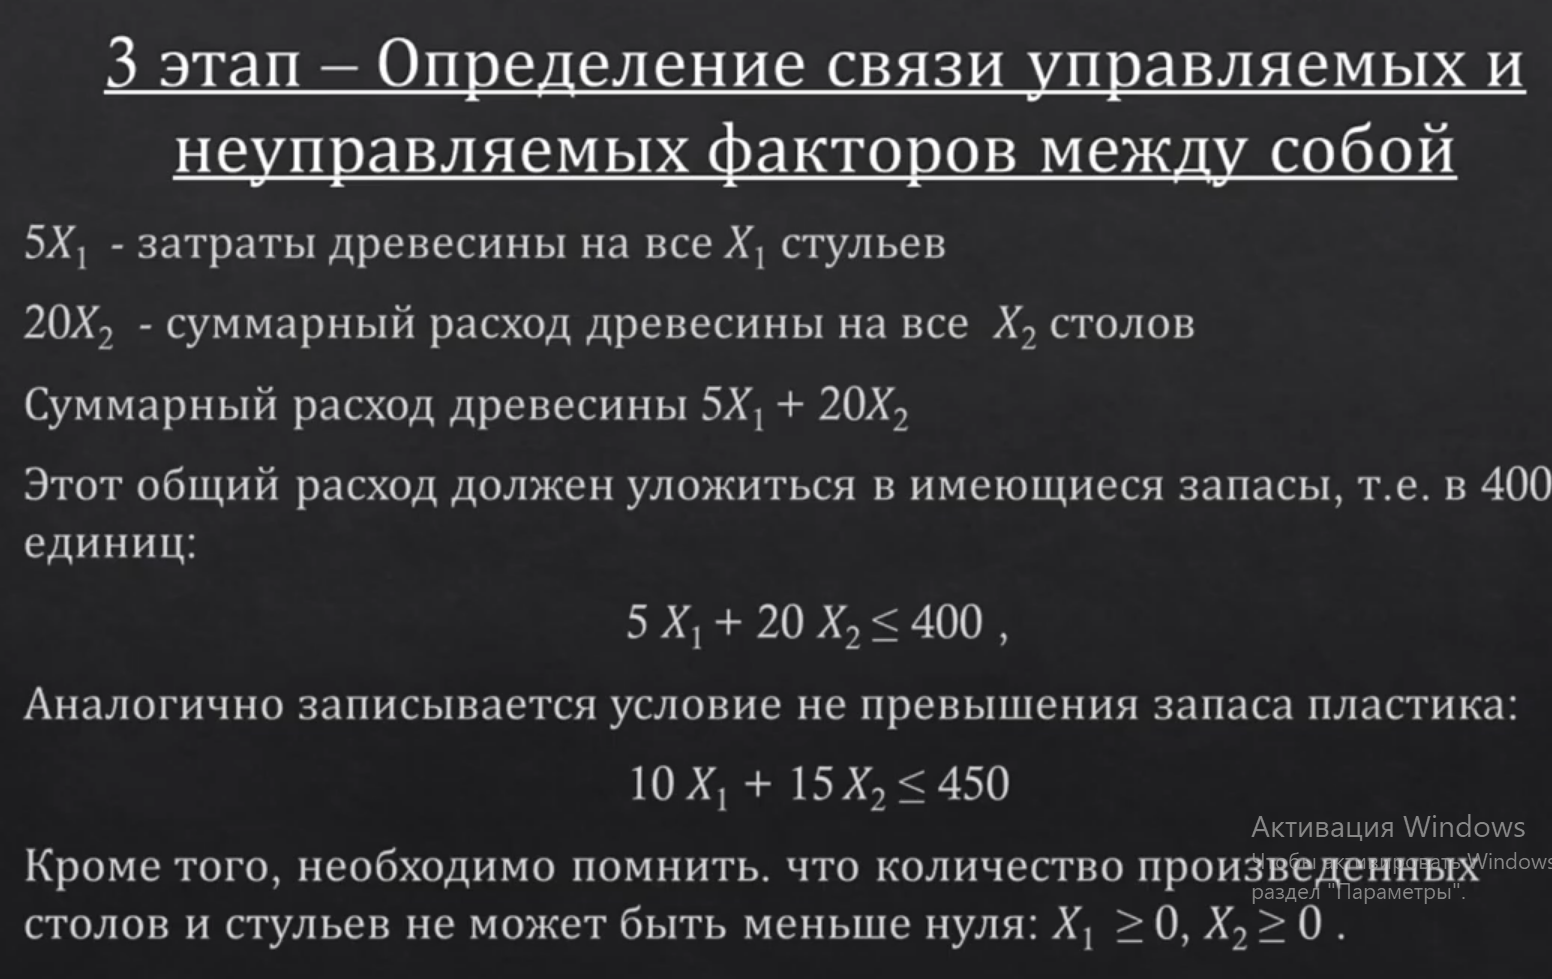 3 этап – Определение связи управляемых и
неуправляемых факторов между собой
5X₁ - затраты древесины на все X₁ стульев
20X₂ - суммарный расход древесины на все X₂ столов
Суммарный расход древесины 5X₁ + 20X₂
Этот общий расход должен уложиться в имеющиеся запасы, т.е. в 400
единиц:
5 X₁ + 20 X₂ ≤ 400 ,
Аналогично записывается условие не превышения запаса пластика:
10 X₁ + 15 X₂ ≤ 450
Кроме того, необходимо помнить. что количество произведенных
столов и стульев не может быть меньше нуля: X₁ ≥ 0, X₂ ≥ 0 .
Активация Windows
Чтобы активировать Windows
раздел "Параметры".